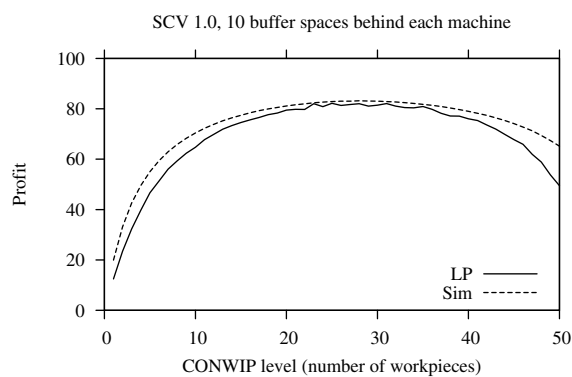 SCV 1.0, 10 buffer spaces behind each machine
100
80
60
40
20
0
Profit
LP
Sim
0 10 20 30 40 50
CONWIP level (number of workpieces)